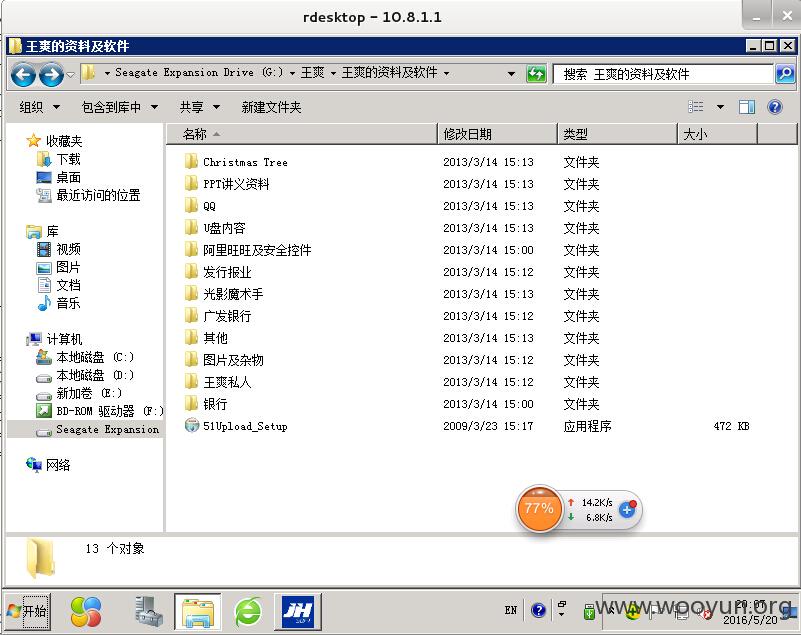 rdesktop - 10.8.1.1
王爽的资料及软件
Seagate Expansion Drive (G:) 王爽 王爽的资料及软件
搜索 王爽的资料及软件
组织 包含到库中 共享 新建文件夹
收藏夹
下载
桌面
最近访问的位置
库
视频
图片
文档
音乐
计算机
本地磁盘 (C:)
本地磁盘 (D:)
新加卷 (E:)
BD-ROM 驱动器 (F:)
Seagate Expansion
网络
名称 修改日期 类型 大小
Christmas Tree 2013/3/14 15:13 文件夹
PPT讲义资料 2013/3/14 15:13 文件夹
QQ 2013/3/14 15:13 文件夹
U盘内容 2013/3/14 15:13 文件夹
阿里旺旺及安全控件 2013/3/14 15:00 文件夹
发行报业 2013/3/14 15:12 文件夹
光影魔术手 2013/3/14 15:13 文件夹
广发银行 2013/3/14 15:12 文件夹
其他 2013/3/14 15:13 文件夹
图片及杂物 2013/3/14 15:12 文件夹
王爽私人 2013/3/14 15:12 文件夹
银行 2013/3/14 15:00 文件夹
51Upload_Setup 2009/3/23 15:17 应用程序 472 KB
77%
14.2K/s
6.8K/s
13 个对象
开始
JH
EN
www.wooyun.org
2016/5/20